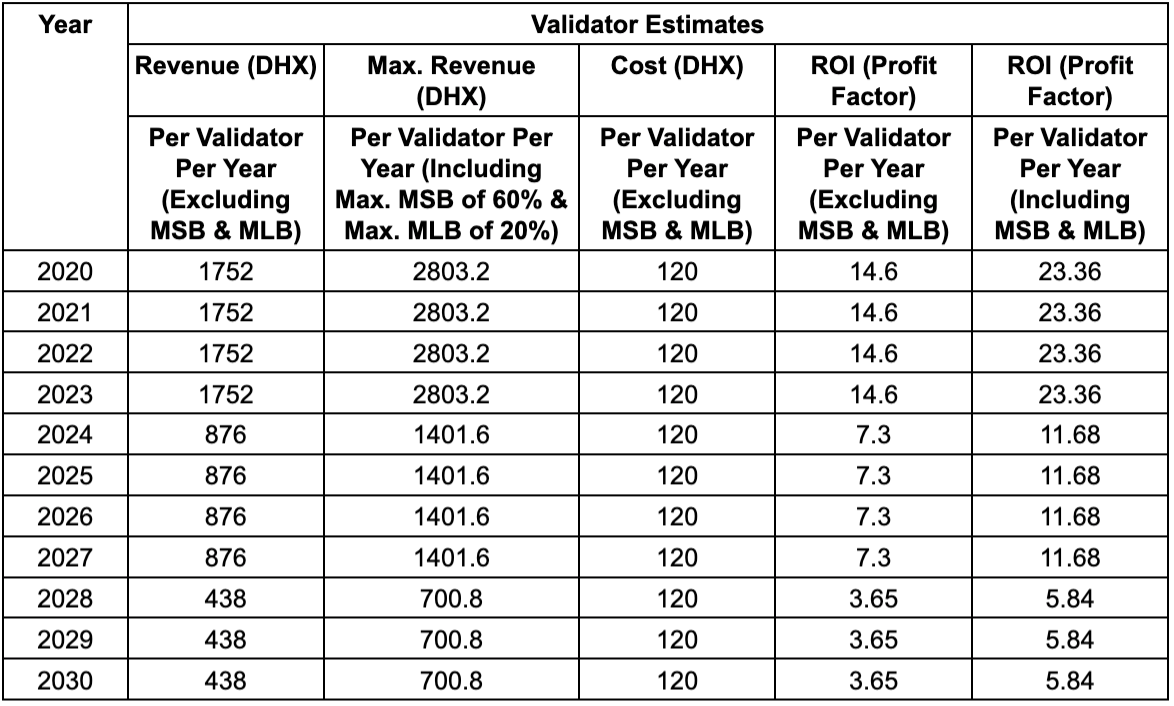 Year Validator Estimates
Revenue (DHX) Max. Revenue (DHX) Cost (DHX) ROI (Profit Factor) ROI (Profit Factor)
Per Validator Per Year (Excluding MSB & MLB) Per Validator Per Year (Including Max. MSB of 60% & Max. MLB of 20%) Per Validator Per Year (Excluding MSB & MLB) Per Validator Per Year (Excluding MSB & MLB) Per Validator Per Year (Including MSB & MLB)
2020 1752 2803.2 120 14.6 23.36
2021 1752 2803.2 120 14.6 23.36
2022 1752 2803.2 120 14.6 23.36
2023 1752 2803.2 120 14.6 23.36
2024 876 1401.6 120 7.3 11.68
2025 876 1401.6 120 7.3 11.68
2026 876 1401.6 120 7.3 11.68
2027 876 1401.6 120 7.3 11.68
2028 438 700.8 120 3.65 5.84
2029 438 700.8 120 3.65 5.84
2030 438 700.8 120 3.65 5.84